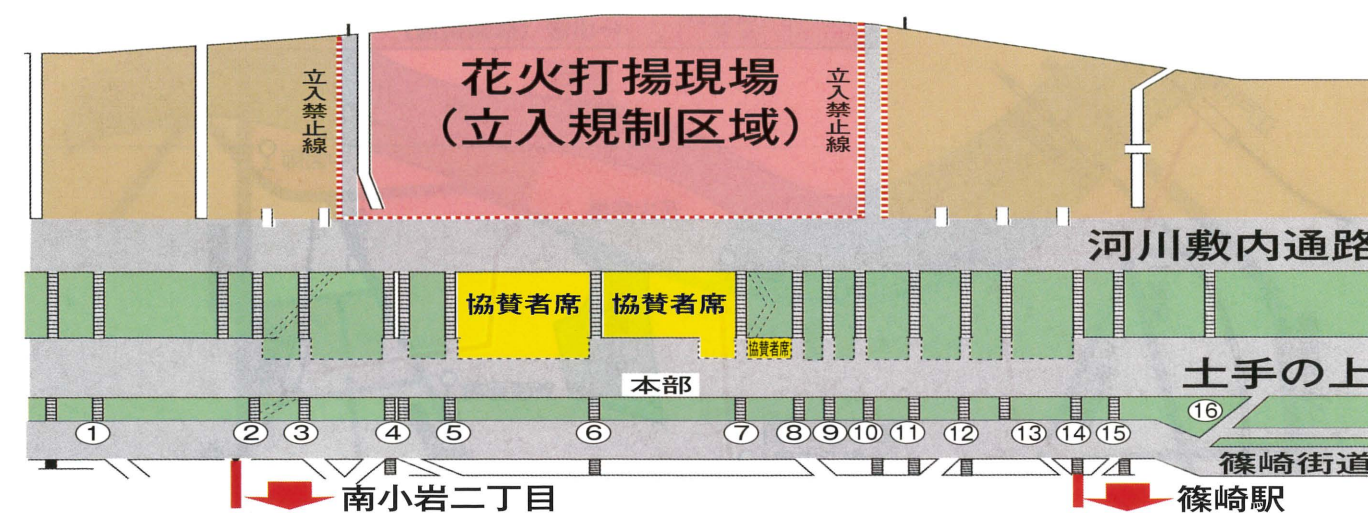 花火打揚現場
(立入規制区域)
立入禁止線
立入禁止線
河川敷内通路
協賛者席
協賛者席
協賛者席
土手の上
本部
① ② ③ ④ ⑤ ⑥ ⑦ ⑧ ⑨ ⑩ ⑪ ⑫ ⑬ ⑭ ⑮ ⑯
篠崎街道
南小岩二丁目
篠崎駅